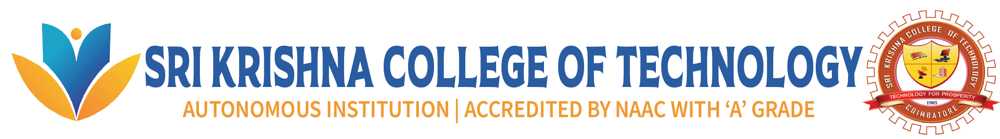 SRI KRISHNA COLLEGE OF TECHNOLOGY
AUTONOMOUS INSTITUTION | ACCREDITED BY NAAC WITH ‘A’ GRADE
SRI KRISHNA COLLEGE OF TECHNOLOGY
TECHNOLOGY FOR PROSPERITY
1985
COIMBATORE